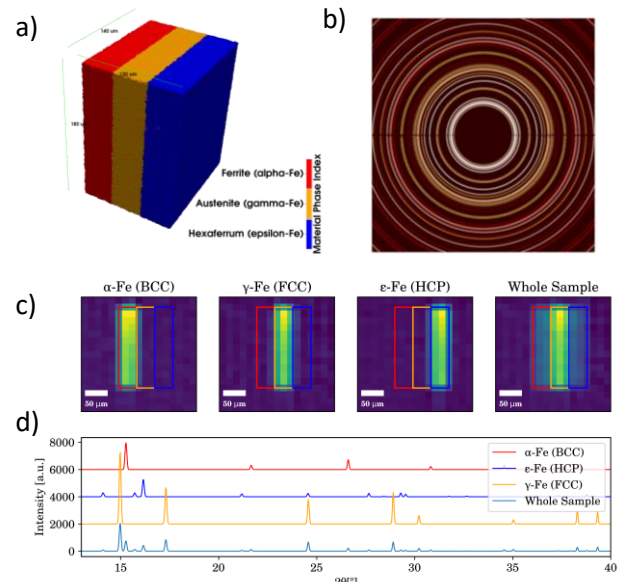 a)
b)
140 um
130 um
180 um
Ferrite (alpha-Fe)
Austenite (gamma-Fe)
Hexaferrum (epsilon-Fe)
Material Phase Index
c)
α-Fe (BCC)
γ-Fe (FCC)
ε-Fe (HCP)
Whole Sample
50 μm
50 μm
50 μm
50 μm
d)
8000
6000
4000
2000
0
Intensity [a.u.]
α-Fe (BCC)
ε-Fe (HCP)
γ-Fe (FCC)
Whole Sample
15
20
25
30
35
40